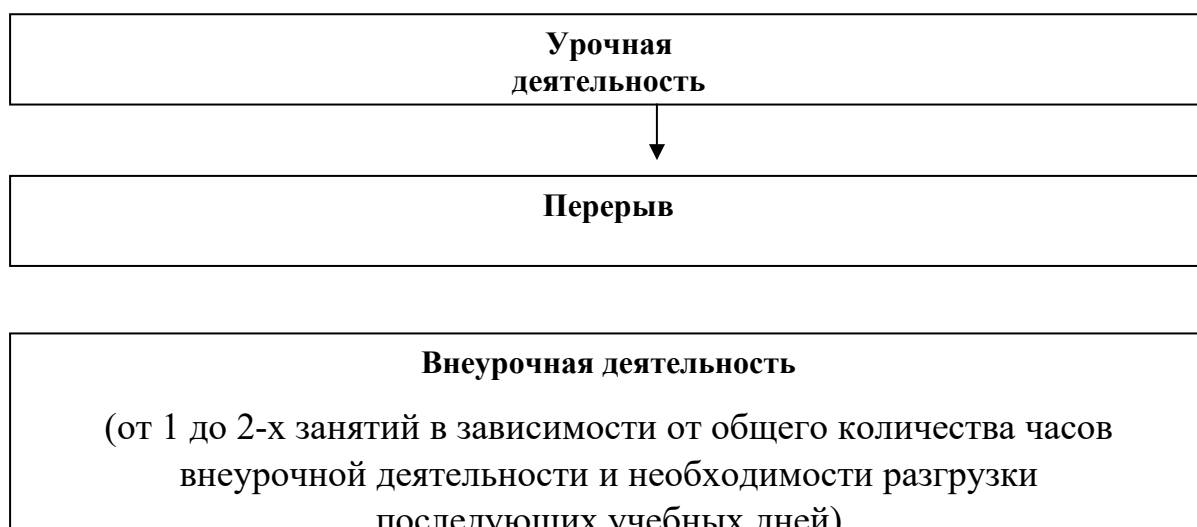 Урочная
деятельность
Перерыв
Внеурочная деятельность
(от 1 до 2-х занятий в зависимости от общего количества часов
внеурочной деятельности и необходимости разгрузки
последующих учебных дней)